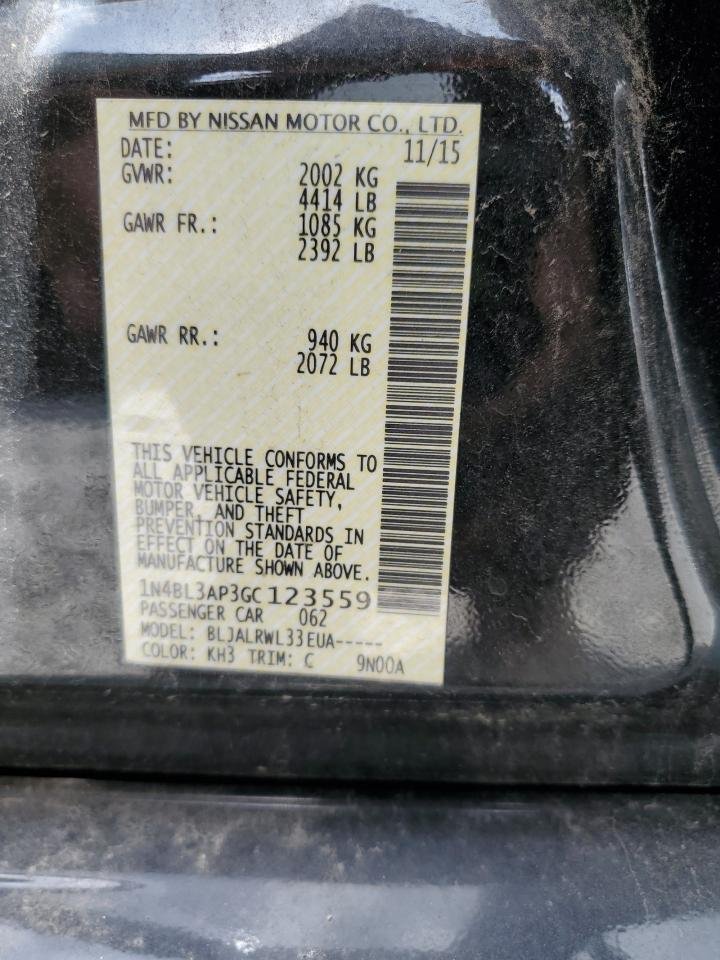 MFD BY NISSAN MOTOR CO., LTD.
DATE: 11/15
GVWR: 2002 KG
4414 LB
GAWR FR.: 1085 KG
2392 LB
GAWR RR.: 940 KG
2072 LB
THIS VEHICLE CONFORMS TO
ALL APPLICABLE FEDERAL
MOTOR VEHICLE SAFETY,
BUMPER, AND THEFT
PREVENTION STANDARDS IN
EFFECT ON THE DATE OF
MANUFACTURE SHOWN ABOVE.
1N4BL3AP3GC123559
PASSENGER CAR 062
MODEL: BLJALRWL33EUA-----
COLOR: KH3 TRIM: C 9N00A